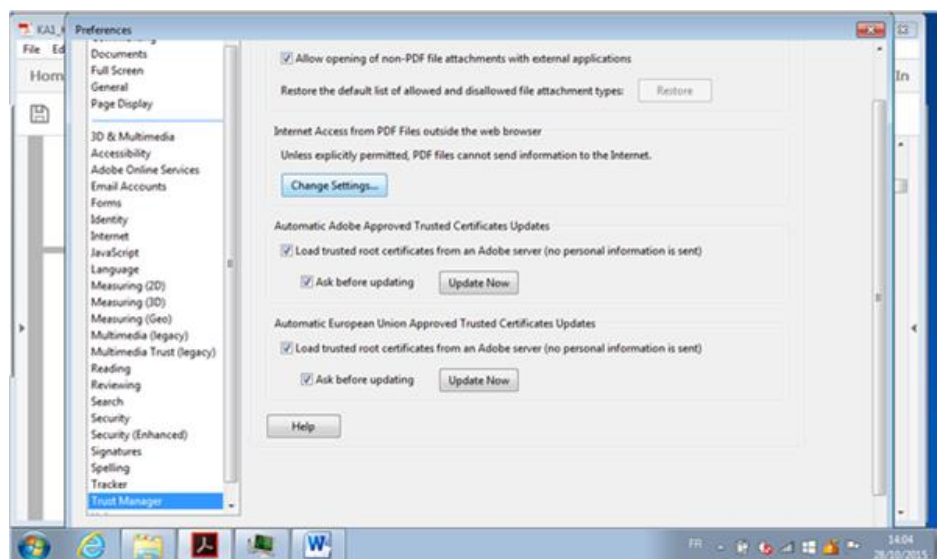 KA1_
Preferences
File Ed
Hom
In
Documents
Full Screen
General
Page Display
3D & Multimedia
Accessibility
Adobe Online Services
Email Accounts
Forms
Identity
Internet
JavaScript
Language
Measuring (2D)
Measuring (3D)
Measuring (Geo)
Multimedia (legacy)
Multimedia Trust (legacy)
Reading
Reviewing
Search
Security
Security (Enhanced)
Signatures
Spelling
Tracker
Trust Manager
Allow opening of non-PDF file attachments with external applications
Restore the default list of allowed and disallowed file attachment types: Restore
Internet Access from PDF Files outside the web browser
Unless explicitly permitted, PDF files cannot send information to the Internet.
Change Settings...
Automatic Adobe Approved Trusted Certificates Updates
Load trusted root certificates from an Adobe server (no personal information is sent)
Ask before updating Update Now
Automatic European Union Approved Trusted Certificates Updates
Load trusted root certificates from an Adobe server (no personal information is sent)
Ask before updating Update Now
Help
FR 14:04
28/10/2015